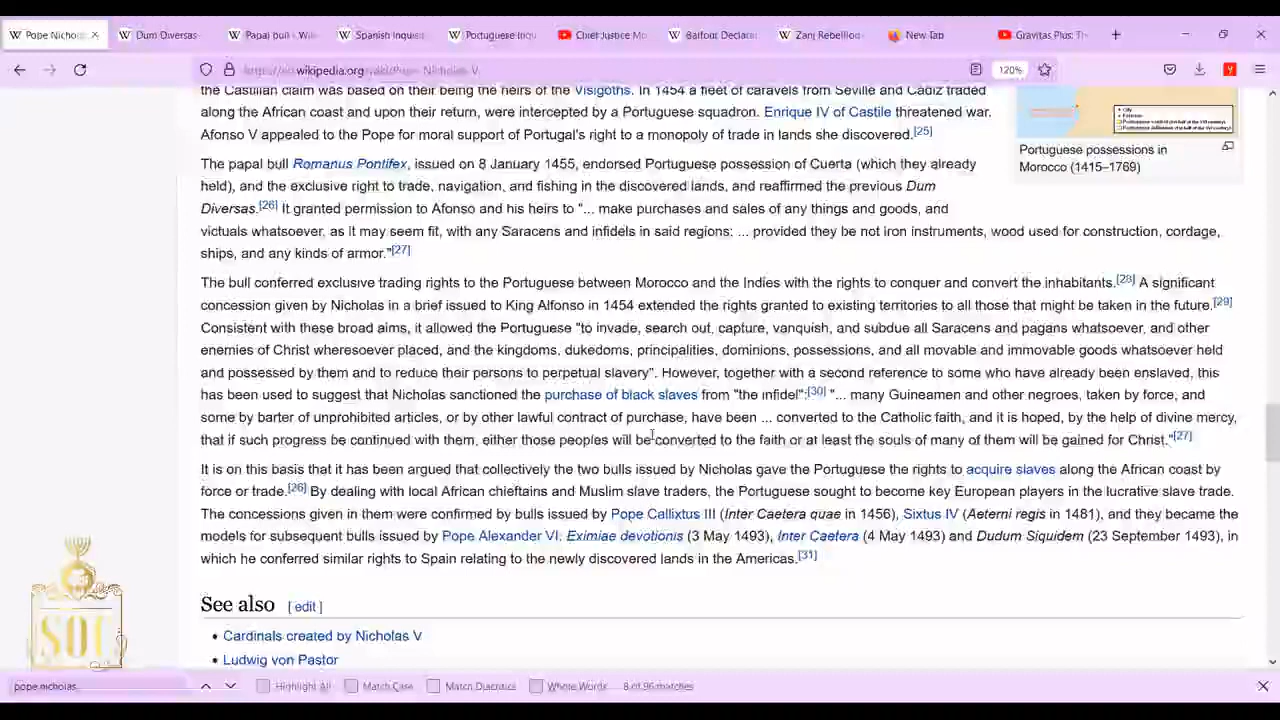 Pope Nichol
Dum Diversas
Papal bull - Wiki
Spanish Inquisi
Portuguese Inqu
Chief Justice Mo
Balfour Declara
Zanj Rebellion
New Tab
Gravitas Plus: Th
wikipedia.org
120%
the Castilian claim was based on their being the heirs of the Visigoths. In 1454 a fleet of caravels from Seville and Cadiz traded
along the African coast and upon their return, were intercepted by a Portuguese squadron. Enrique IV of Castile threatened war.
Afonso V appealed to the Pope for moral support of Portugal's right to a monopoly of trade in lands she discovered.[25]
Portuguese possessions in
Morocco (1415–1769)
The papal bull Romanus Pontifex, issued on 8 January 1455, endorsed Portuguese possession of Cuerta (which they already
held), and the exclusive right to trade, navigation, and fishing in the discovered lands, and reaffirmed the previous Dum
Diversas.[26] It granted permission to Afonso and his heirs to "... make purchases and sales of any things and goods, and
victuals whatsoever, as it may seem fit, with any Saracens and infidels in said regions; ... provided they be not iron instruments, wood used for construction, cordage,
ships, and any kinds of armor."[27]
The bull conferred exclusive trading rights to the Portuguese between Morocco and the Indies with the rights to conquer and convert the inhabitants.[28] A significant
concession given by Nicholas in a brief issued to King Alfonso in 1454 extended the rights granted to existing territories to all those that might be taken in the future.[29]
Consistent with these broad aims, it allowed the Portuguese "to invade, search out, capture, vanquish, and subdue all Saracens and pagans whatsoever, and other
enemies of Christ wheresoever placed, and the kingdoms, dukedoms, principalities, dominions, possessions, and all movable and immovable goods whatsoever held
and possessed by them and to reduce their persons to perpetual slavery". However, together with a second reference to some who have already been enslaved, this
has been used to suggest that Nicholas sanctioned the purchase of black slaves from "the infidel":[30] "... many Guineamen and other negroes, taken by force, and
some by barter of unprohibited articles, or by other lawful contract of purchase, have been ... converted to the Catholic faith, and it is hoped, by the help of divine mercy,
that if such progress be continued with them, either those peoples will be converted to the faith or at least the souls of many of them will be gained for Christ."[27]
It is on this basis that it has been argued that collectively the two bulls issued by Nicholas gave the Portuguese the rights to acquire slaves along the African coast by
force or trade.[26] By dealing with local African chieftains and Muslim slave traders, the Portuguese sought to become key European players in the lucrative slave trade.
The concessions given in them were confirmed by bulls issued by Pope Callixtus III (Inter Caetera quae in 1456), Sixtus IV (Aeterni regis in 1481), and they became the
models for subsequent bulls issued by Pope Alexander VI. Eximiae devotionis (3 May 1493), Inter Caetera (4 May 1493) and Dudum Siquidem (23 September 1493), in
which he conferred similar rights to Spain relating to the newly discovered lands in the Americas.[31]
See also [ edit ]
• Cardinals created by Nicholas V
• Ludwig von Pastor
pope nicholas
Highlight All
Match Case
Match Diacritics
Whole Words
8 of 96 matches